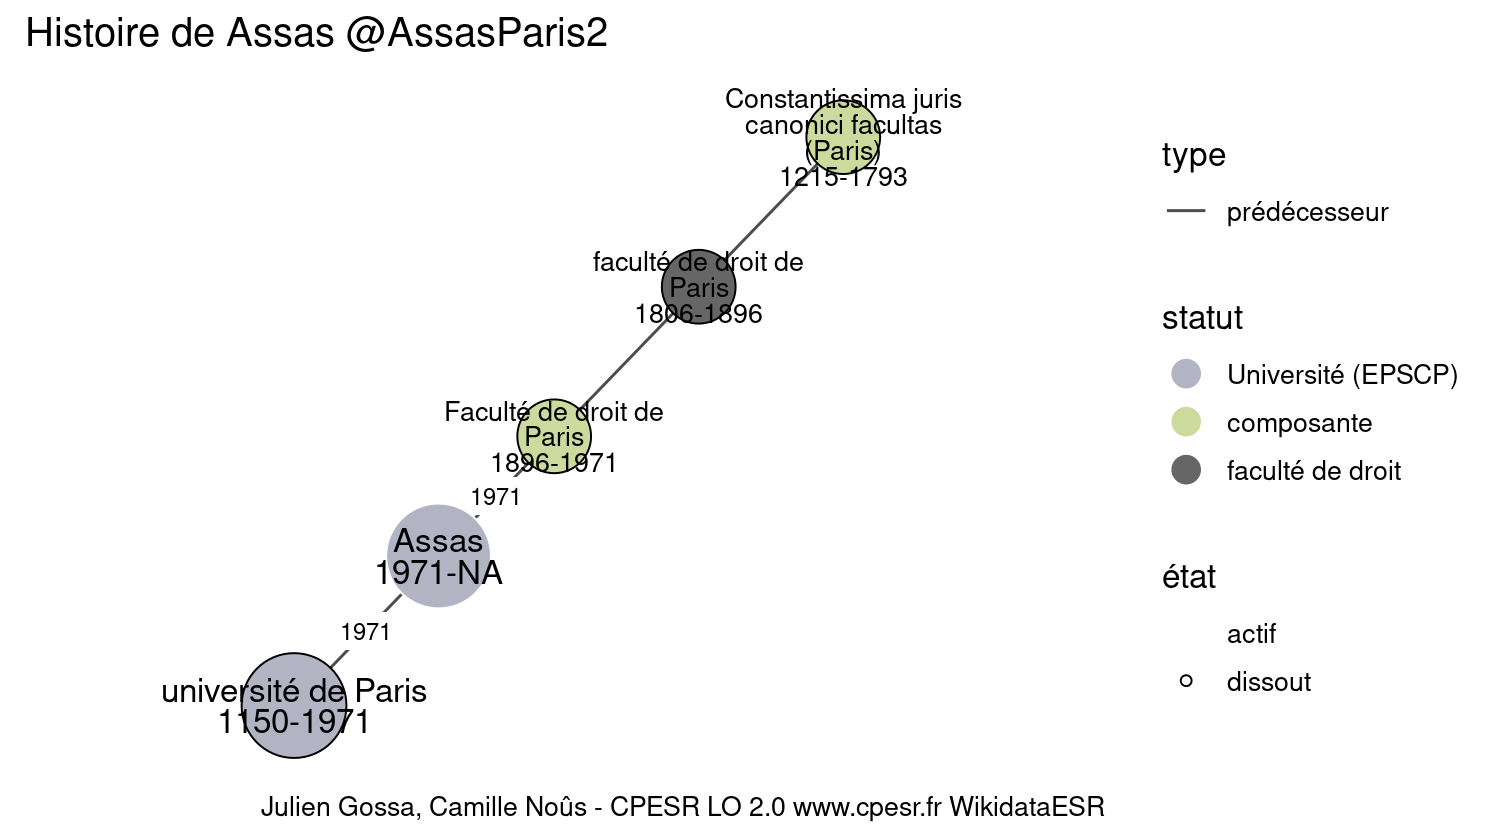 Histoire de Assas @AssasParis2
Constantissima juris
canonici facultas
(Paris)
1215-1793
faculté de droit de
Paris
1806-1896
Faculté de droit de
Paris
1896-1971
1971
Assas
1971-NA
1971
université de Paris
1150-1971
type
prédécesseur
statut
Université (EPSCP)
composante
faculté de droit
état
actif
dissout
Julien Gossa, Camille Noûs - CPESR LO 2.0 www.cpesr.fr WikidataESR